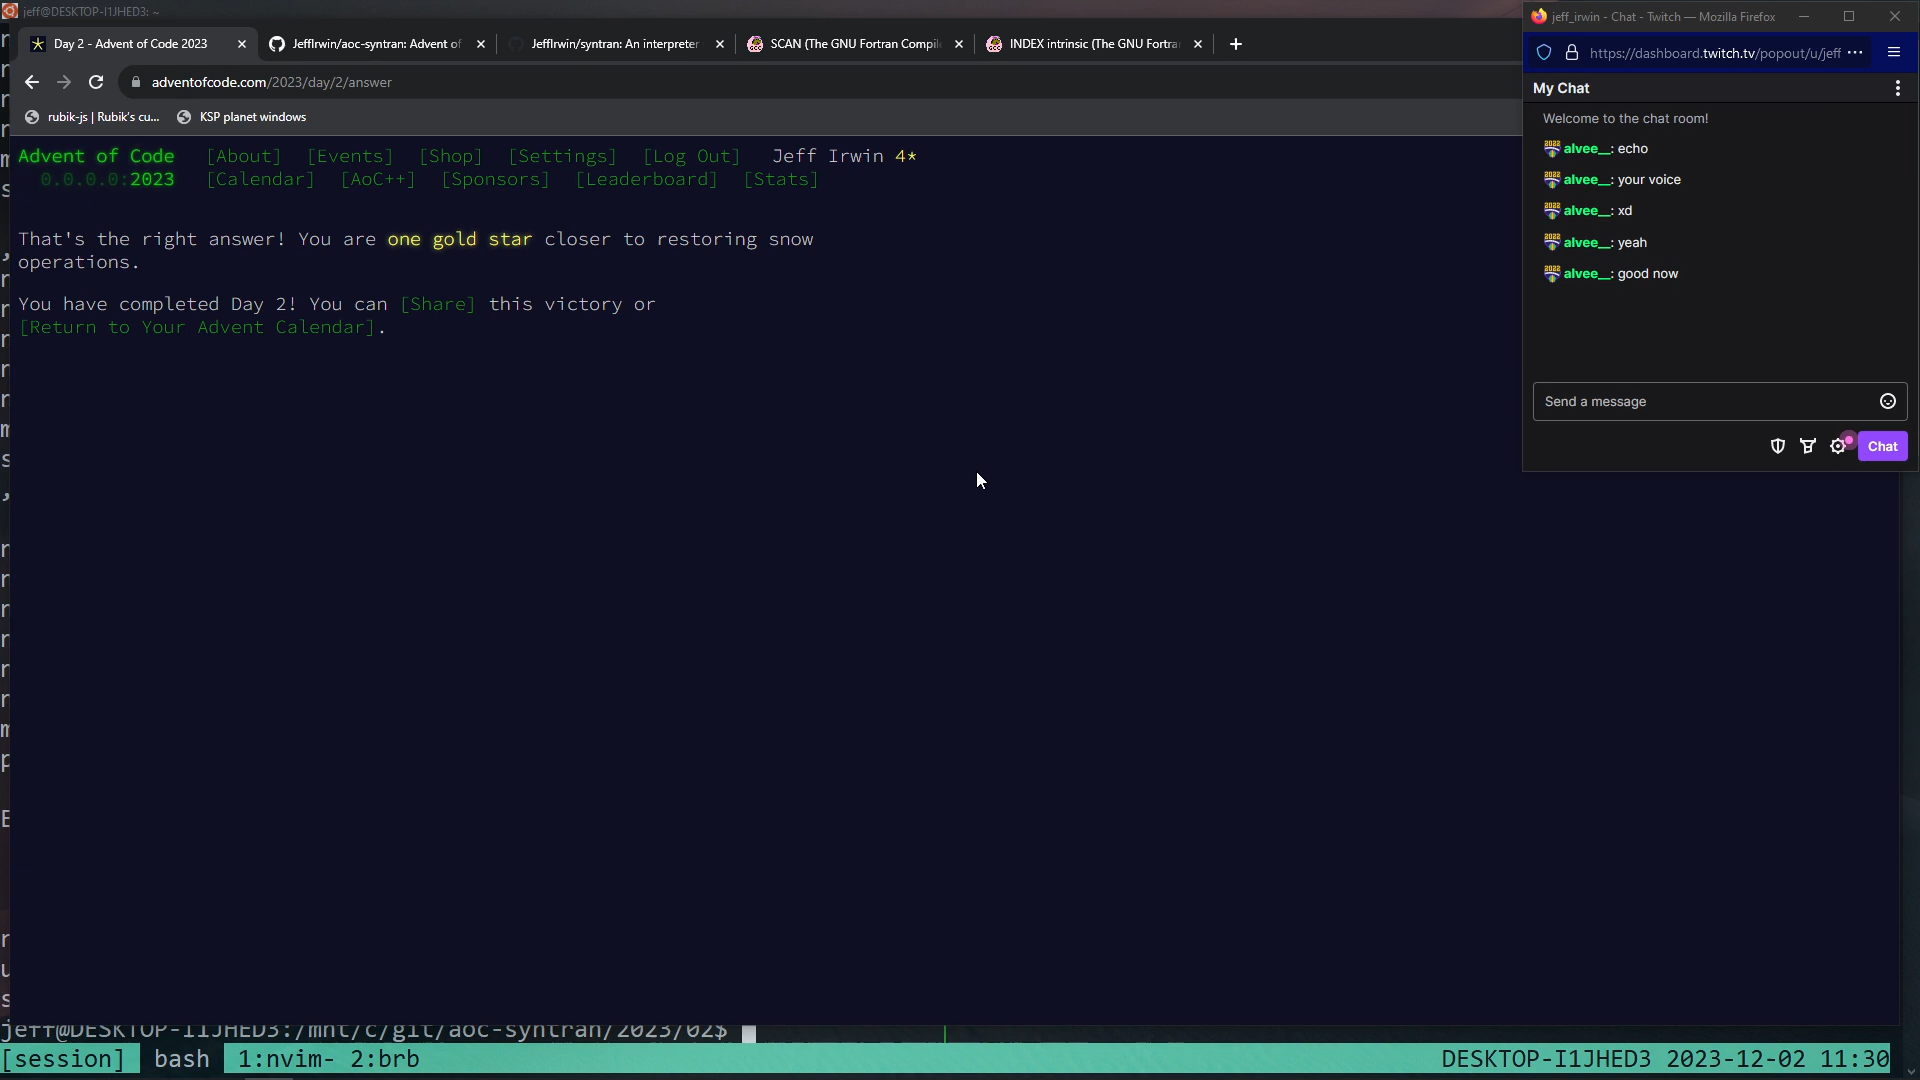 jeff@DESKTOP-I1JHED3: ~
Day 2 - Advent of Code 2023
JeffIrwin/aoc-syntran: Advent of
JeffIrwin/syntran: An interpreter
SCAN (The GNU Fortran Compil
INDEX intrinsic (The GNU Fortra
adventofcode.com/2023/day/2/answer
rubik-js | Rubik's cu...
KSP planet windows
Advent of Code [About] [Events] [Shop] [Settings] [Log Out] Jeff Irwin 4*
0.0.0.0:2023 [Calendar] [AoC++] [Sponsors] [Leaderboard] [Stats]
That's the right answer! You are one gold star closer to restoring snow
operations.
You have completed Day 2! You can [Share] this victory or
[Return to Your Advent Calendar].
jeff_irwin - Chat - Twitch — Mozilla Firefox
https://dashboard.twitch.tv/popout/u/jeff
My Chat
Welcome to the chat room!
alvee__: echo
alvee__: your voice
alvee__: xd
alvee__: yeah
alvee__: good now
Send a message
Chat
jeff@DESKTOP-I1JHED3:/mnt/c/git/aoc-syntran/2023/02$
[session] bash 1:nvim- 2:brb DESKTOP-I1JHED3 2023-12-02 11:30